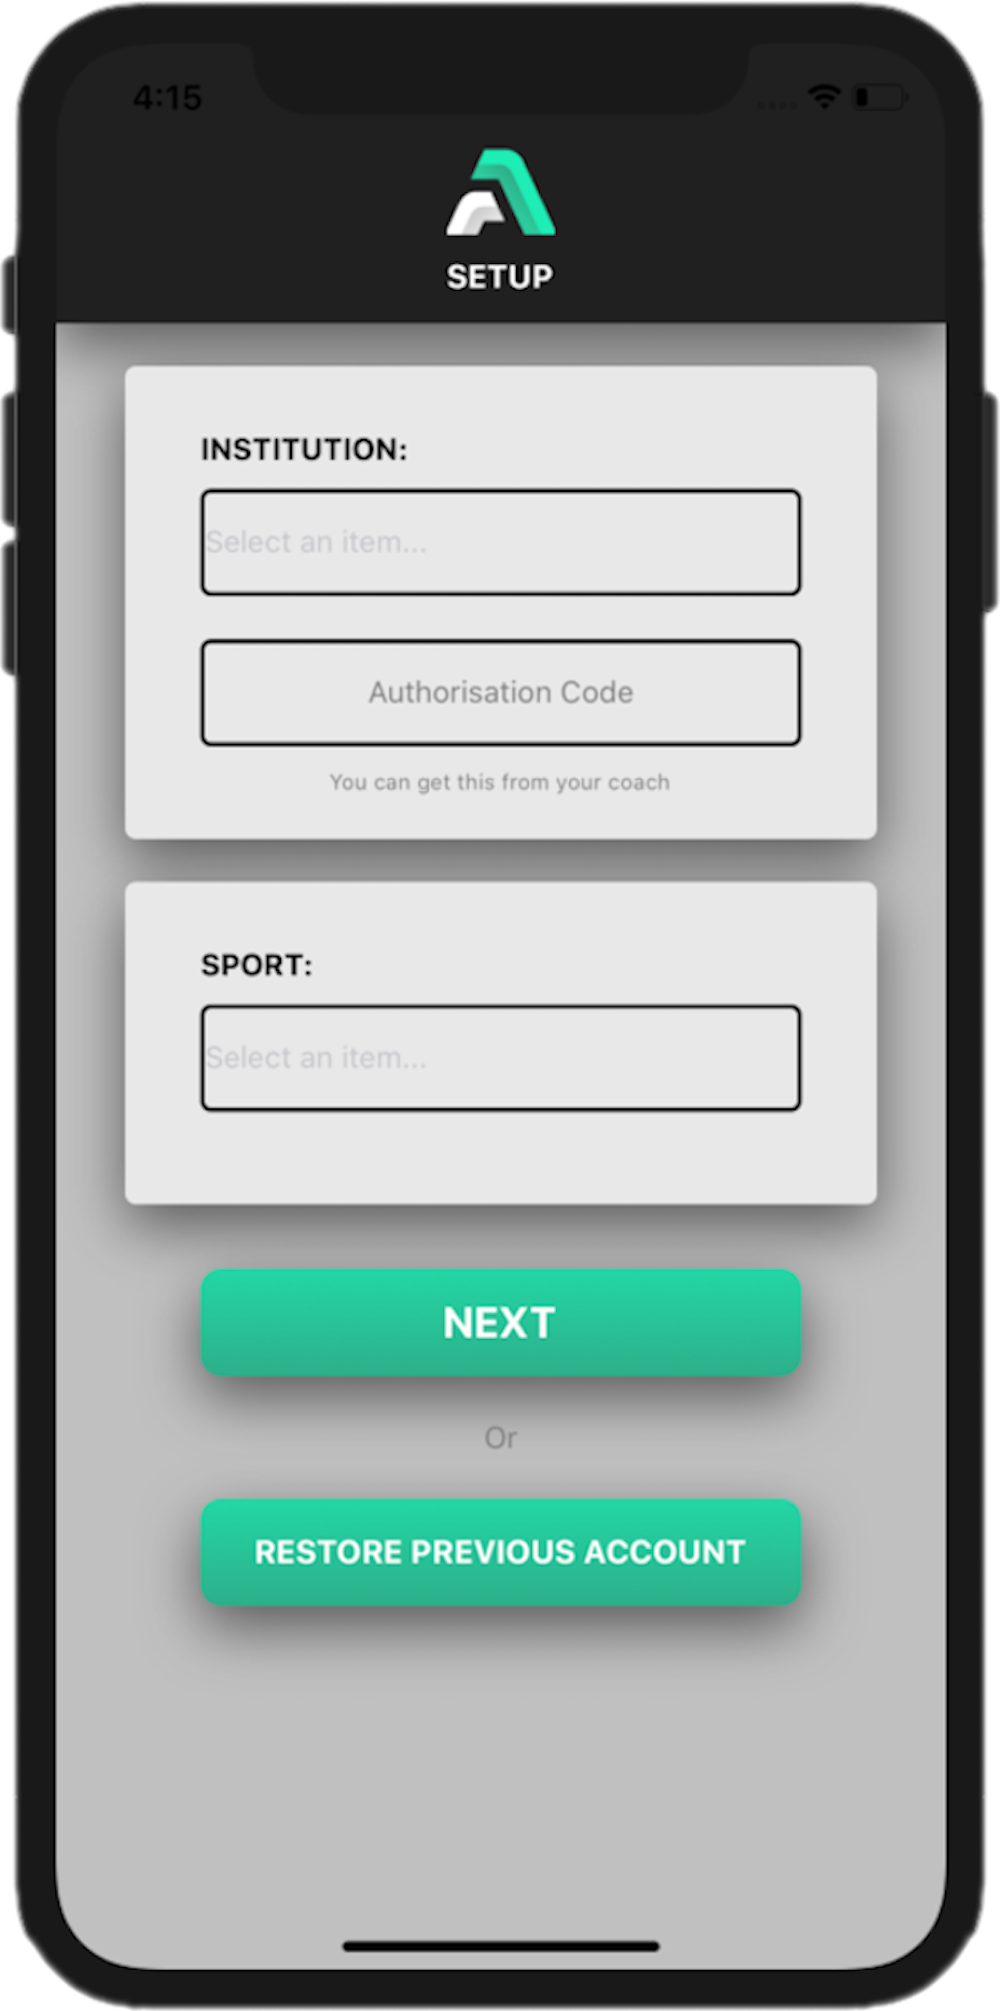 4:15
SETUP
INSTITUTION:
Select an item...
Authorisation Code
You can get this from your coach
SPORT:
Select an item...
NEXT
Or
RESTORE PREVIOUS ACCOUNT